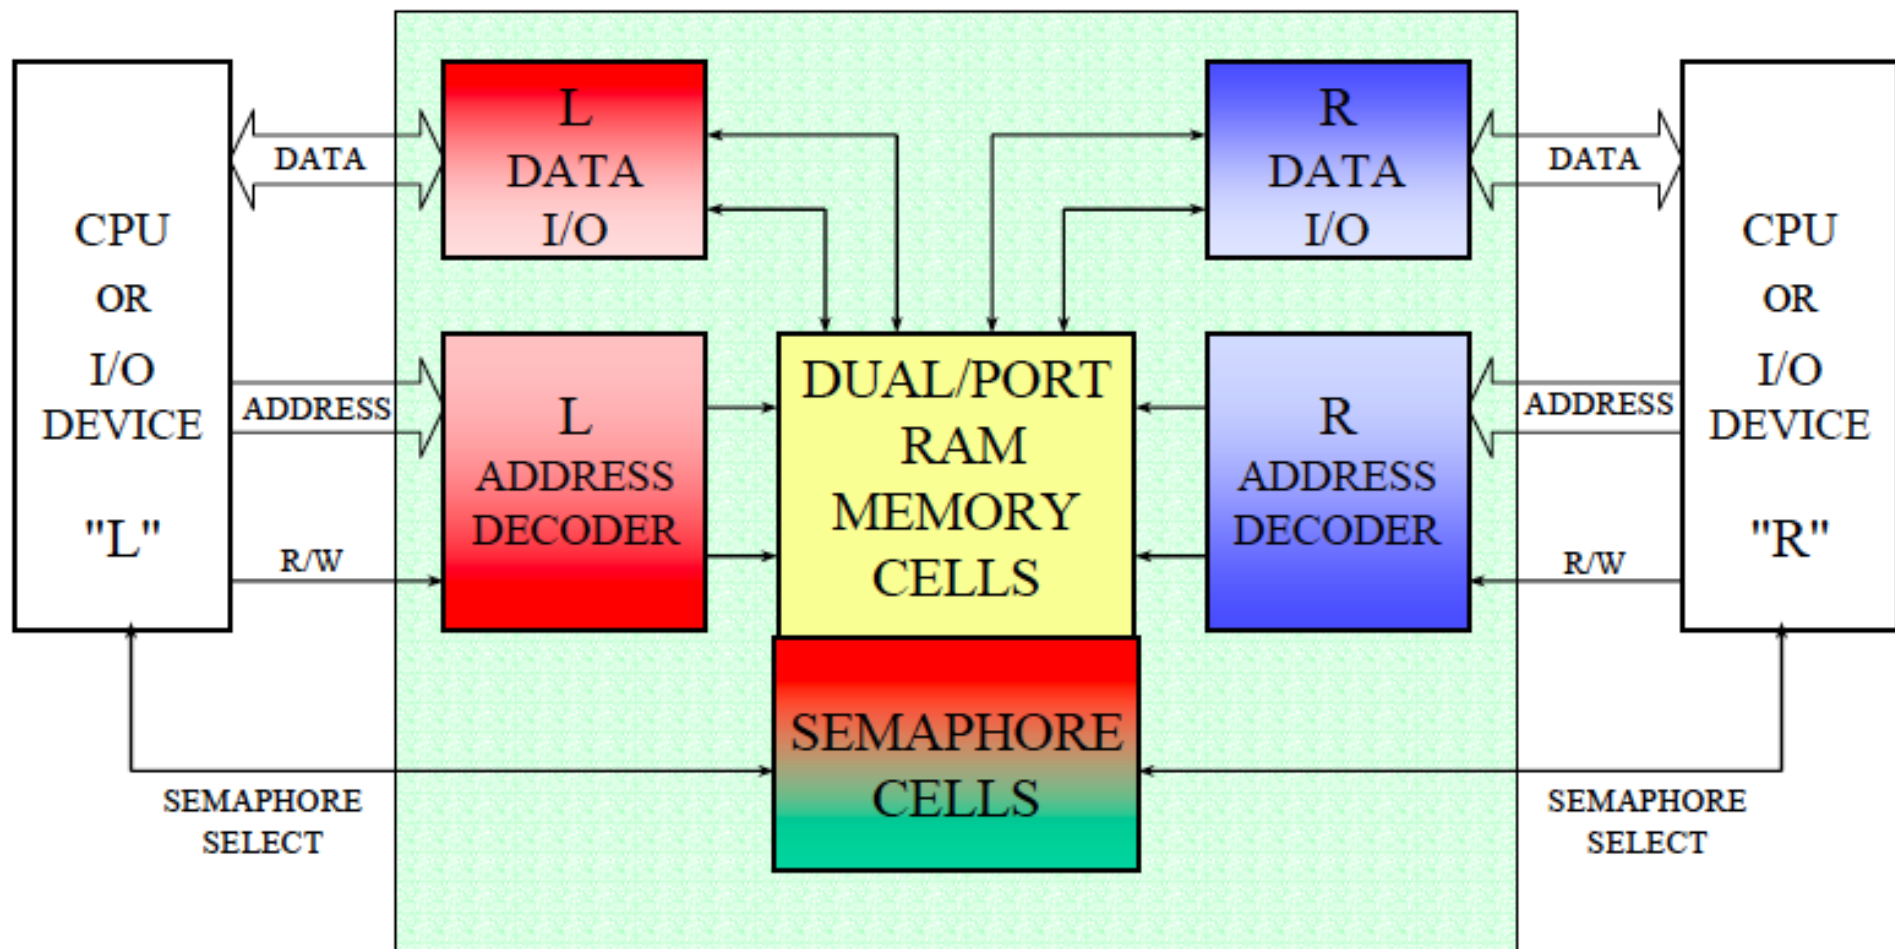 CPU
OR
I/O
DEVICE
"L"
DATA
ADDRESS
R/W
SEMAPHORE
SELECT
L
DATA
I/O
L
ADDRESS
DECODER
DUAL/PORT
RAM
MEMORY
CELLS
SEMAPHORE
CELLS
R
DATA
I/O
R
ADDRESS
DECODER
DATA
ADDRESS
R/W
SEMAPHORE
SELECT
CPU
OR
I/O
DEVICE
"R"